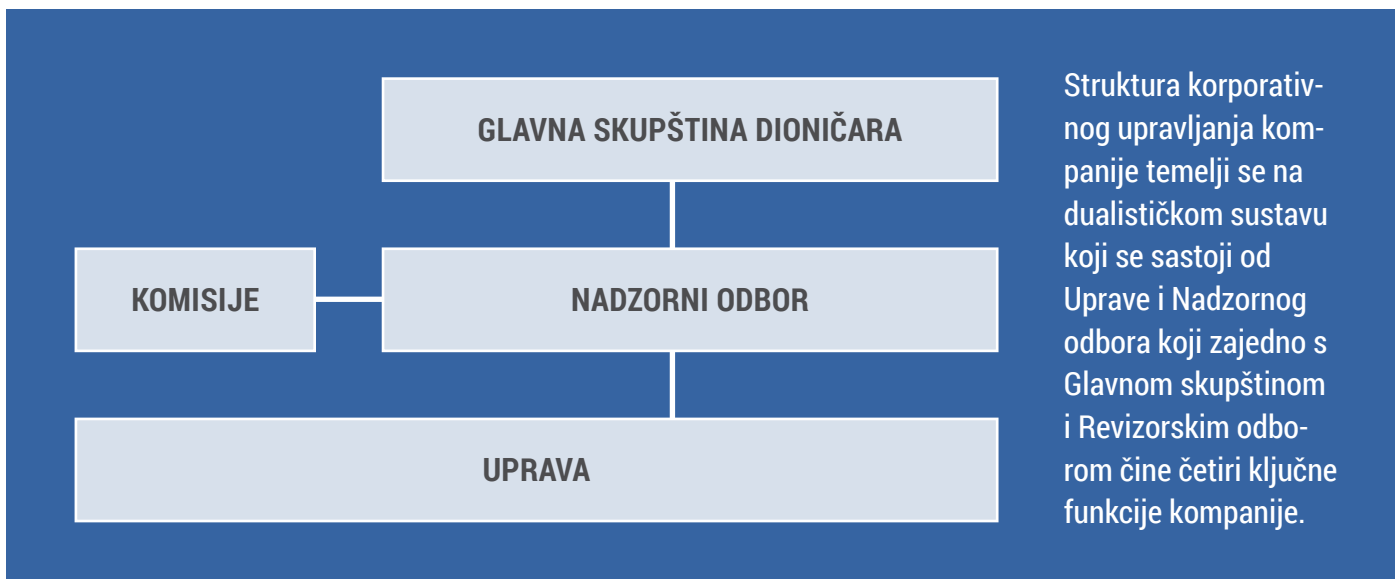 GLAVNA SKUPŠTINA DIONIČARA
KOMISIJE
NADZORNI ODBOR
UPRAVA
Struktura korporativ-
nog upravljanja kom-
panije temelji se na
dualističkom sustavu
koji se sastoji od
Uprave i Nadzornog
odbora koji zajedno s
Glavnom skupštinom
i Revizorskim odbo-
rom čine četiri ključne
funkcije kompanije.